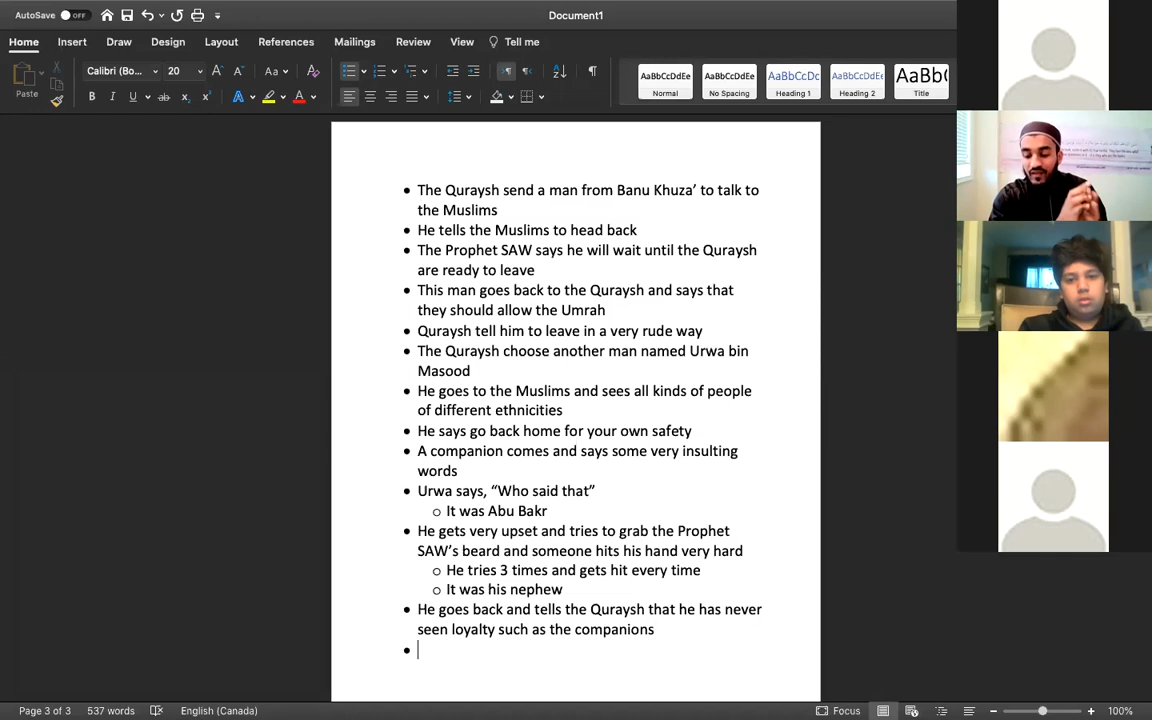 AutoSave OFF
Document1
Home Insert Draw Design Layout References Mailings Review View Tell me
Paste
Calibri (Bo... 20
Aa
AaBbCcDdEe
Normal
AaBbCcDdEe
No Spacing
AaBbCcDc
Heading 1
AaBbCcDdEe
Heading 2
AaBb(
Title
• The Quraysh send a man from Banu Khuza’ to talk to
the Muslims
• He tells the Muslims to head back
• The Prophet SAW says he will wait until the Quraysh
are ready to leave
• This man goes back to the Quraysh and says that
they should allow the Umrah
• Quraysh tell him to leave in a very rude way
• The Quraysh choose another man named Urwa bin
Masood
• He goes to the Muslims and sees all kinds of people
of different ethnicities
• He says go back home for your own safety
• A companion comes and says some very insulting
words
• Urwa says, “Who said that”
o It was Abu Bakr
• He gets very upset and tries to grab the Prophet
SAW’s beard and someone hits his hand very hard
o He tries 3 times and gets hit every time
o It was his nephew
• He goes back and tells the Quraysh that he has never
seen loyalty such as the companions
•
Page 3 of 3 537 words English (Canada) Focus 100%